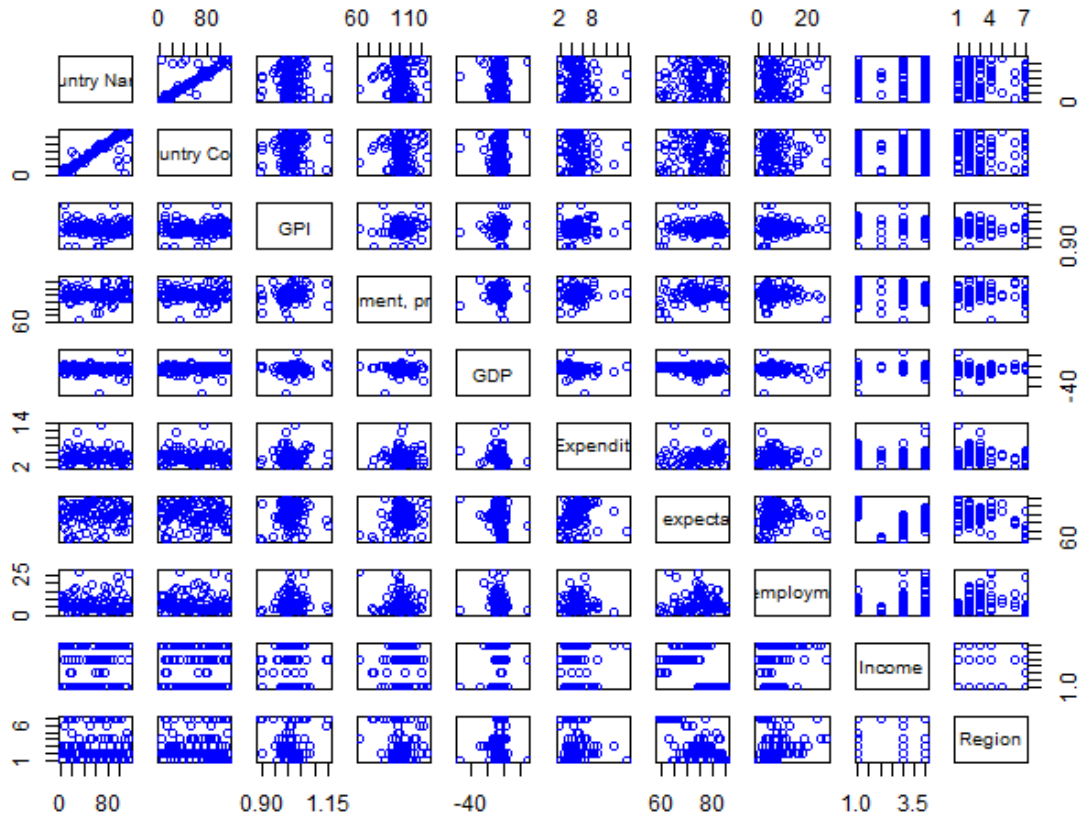 0 80 60 110 2 8 0 20 1 4 7
untry Nar 0
0 untry Co
GPI 0.90
60 ment, pr
GDP -40
2 14 Expendit
expecta 60
0 25 employm
Income 1.0
1 6 Region
0 80 0.90 1.15 -40 60 80 1.0 3.5